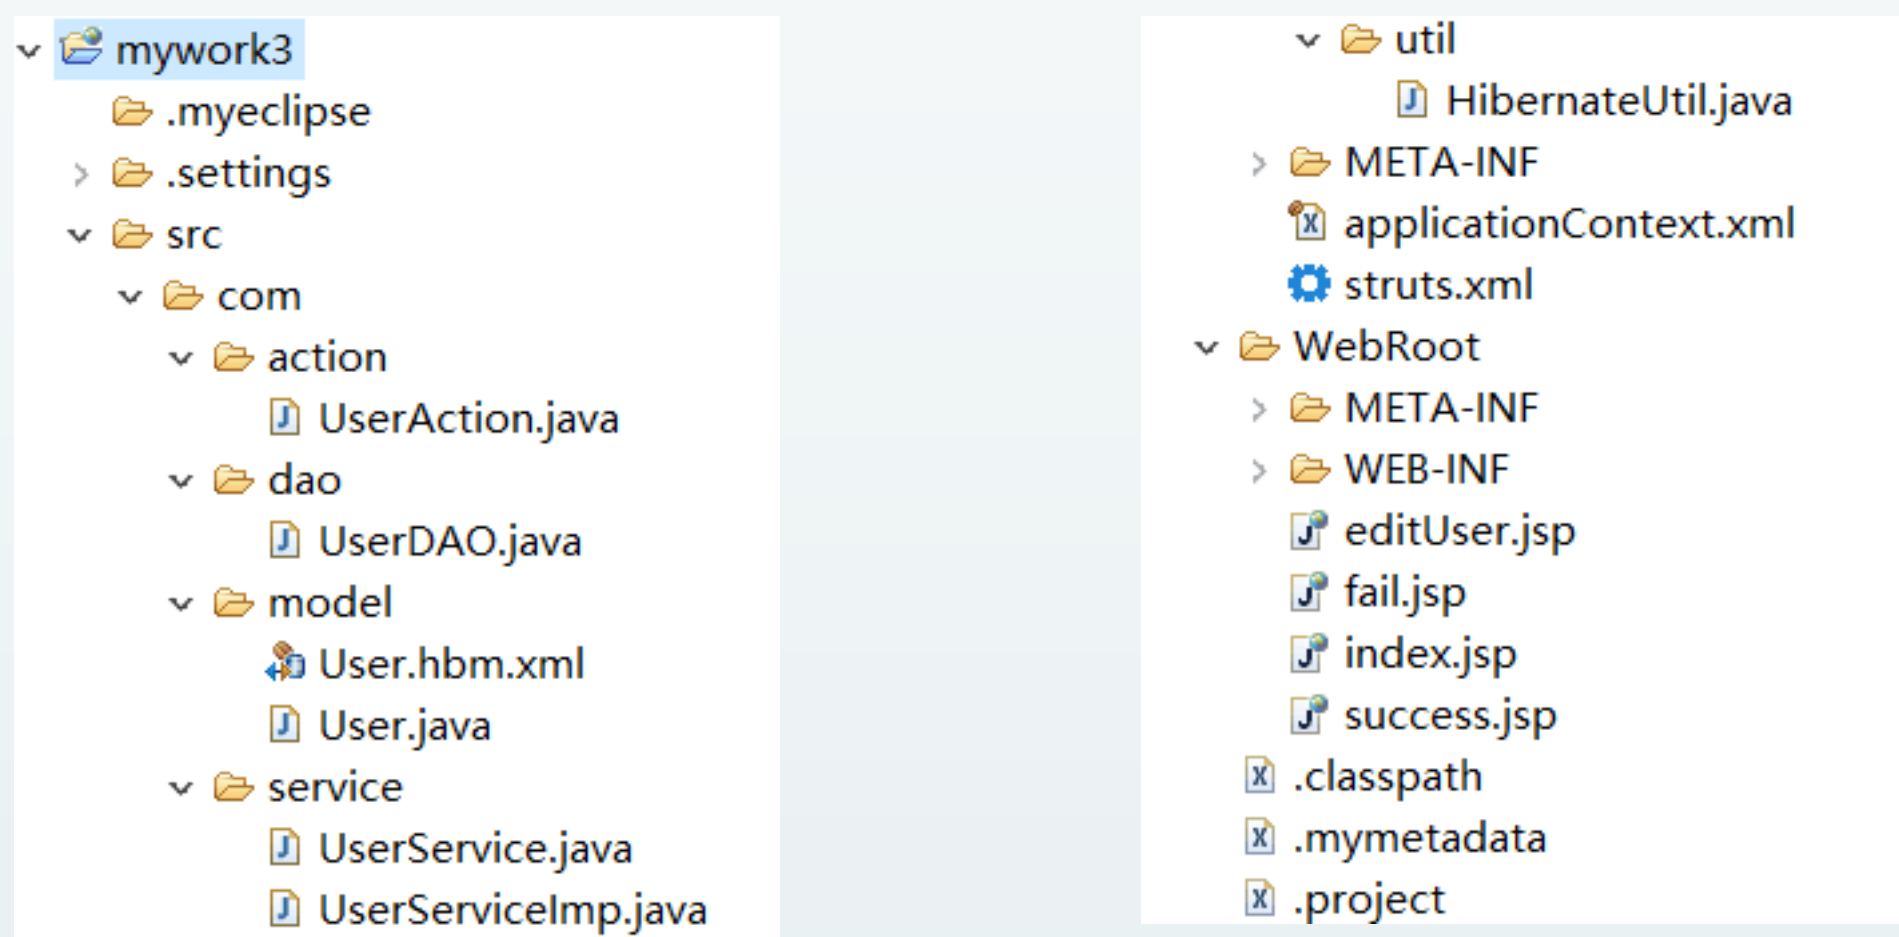 mywork3
.myeclipse
.settings
src
com
action
UserAction.java
dao
UserDAO.java
model
User.hbm.xml
User.java
service
UserService.java
UserServiceImp.java
util
HibernateUtil.java
META-INF
applicationContext.xml
struts.xml
WebRoot
META-INF
WEB-INF
editUser.jsp
fail.jsp
index.jsp
success.jsp
.classpath
.mymetadata
.project